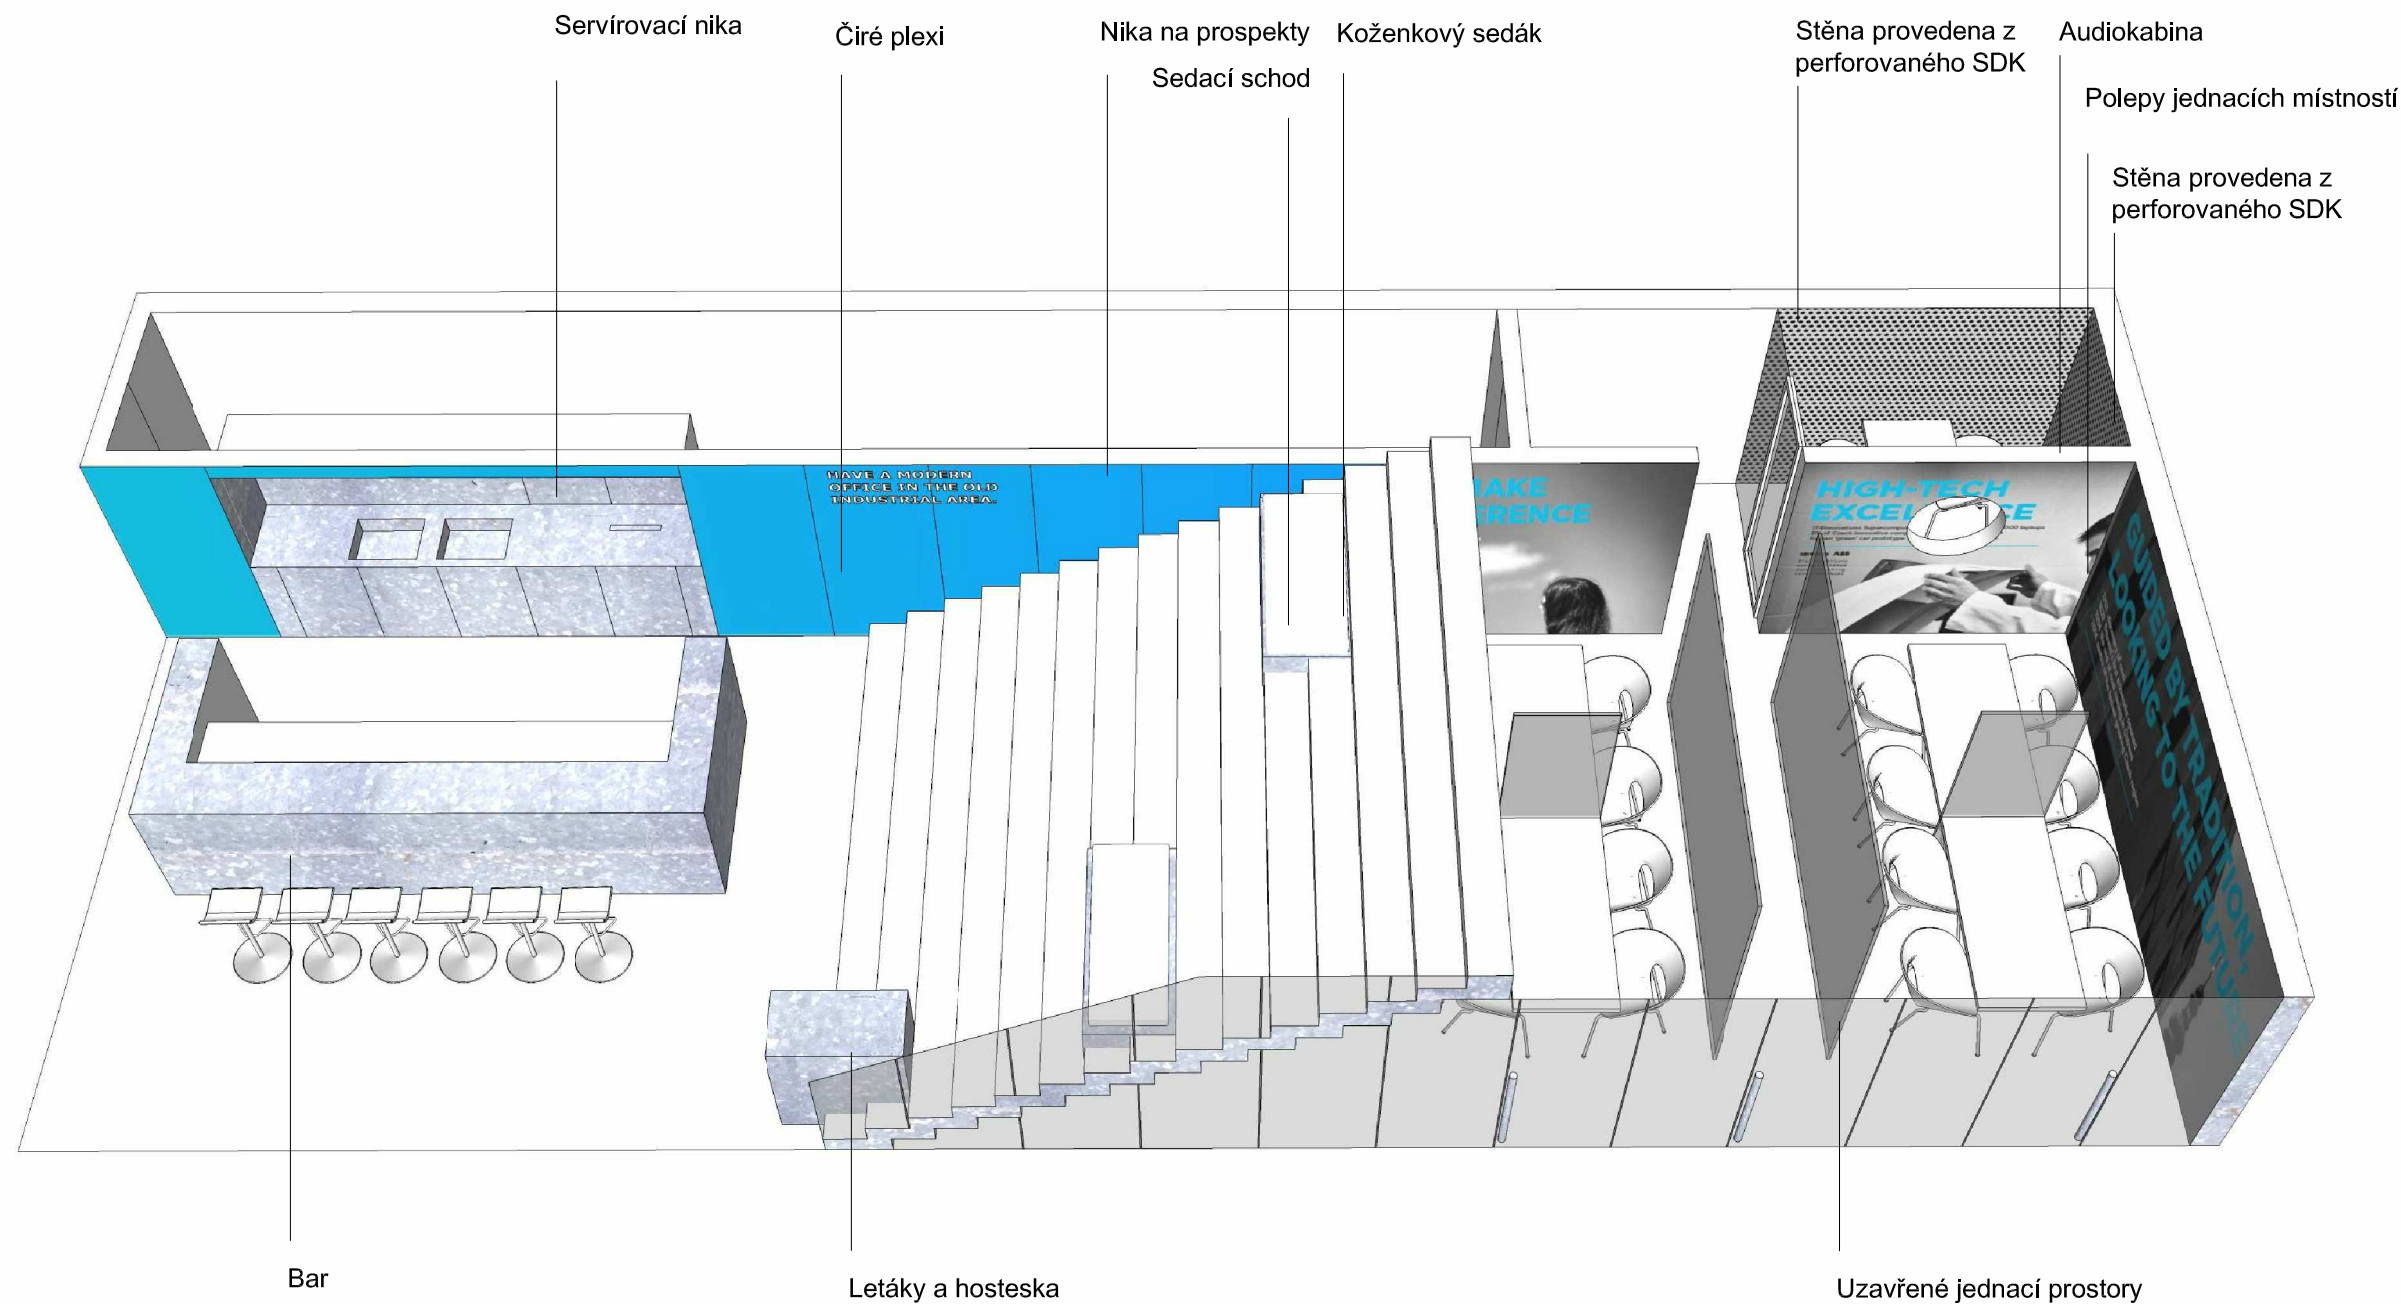 Servírovací nika
Čiré plexi
Nika na prospekty
Koženkový sedák
Sedací schod
Stěna provedena z
perforovaného SDK
Audiokabina
Polepy jednacích místností
Stěna provedena z
perforovaného SDK
HAVE A MODERN
OFFICE IN THE OLD
INDUSTRIAL AREA.
HIGH-TECH
GUIDED BY TRADITION,
LOOKING TO THE FUTURE
Bar
Letáky a hosteska
Uzavřené jednací prostory